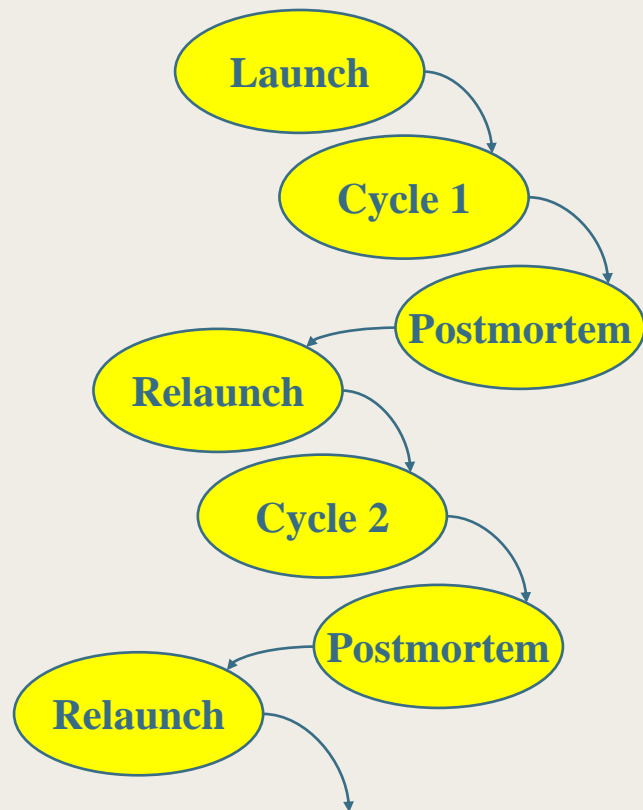 Launch
Cycle 1
Postmortem
Relaunch
Cycle 2
Postmortem
Relaunch